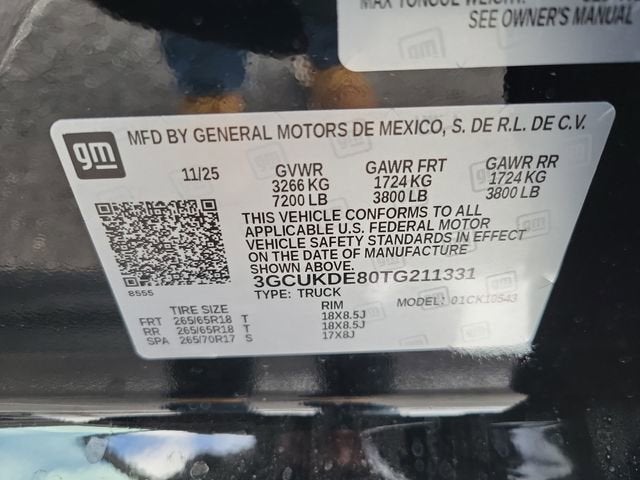 MAX TONGUE WEIGHT:
SEE OWNER'S MANUAL
gm
MFD BY GENERAL MOTORS DE MEXICO, S. DE R.L. DE C.V.
11/25 GVWR GAWR FRT GAWR RR
3266 KG 1724 KG 1724 KG
7200 LB 3800 LB 3800 LB
THIS VEHICLE CONFORMS TO ALL
APPLICABLE U.S. FEDERAL MOTOR
VEHICLE SAFETY STANDARDS IN EFFECT
ON THE DATE OF MANUFACTURE
SHOWN ABOVE.
3GCUKDE80TG211331
8555
TYPE: TRUCK MODEL: 01CK10543
TIRE SIZE RIM
FRT 265/65R18 T 18X8.5J
RR 265/65R18 T 18X8.5J
SPA 265/70R17 S 17X8J